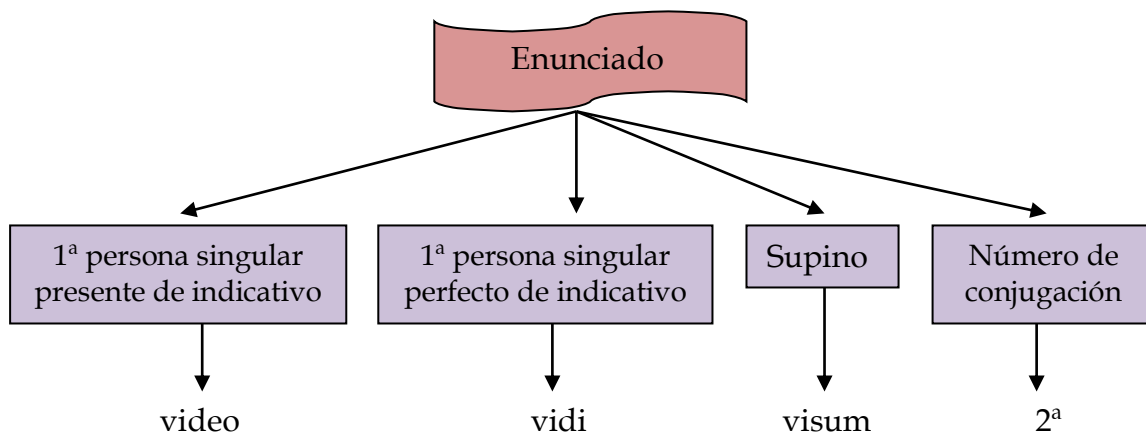 Enunciado
1ª persona singular
presente de indicativo
1ª persona singular
perfecto de indicativo
Supino
Número de
conjugación
video
vidi
visum
2ª